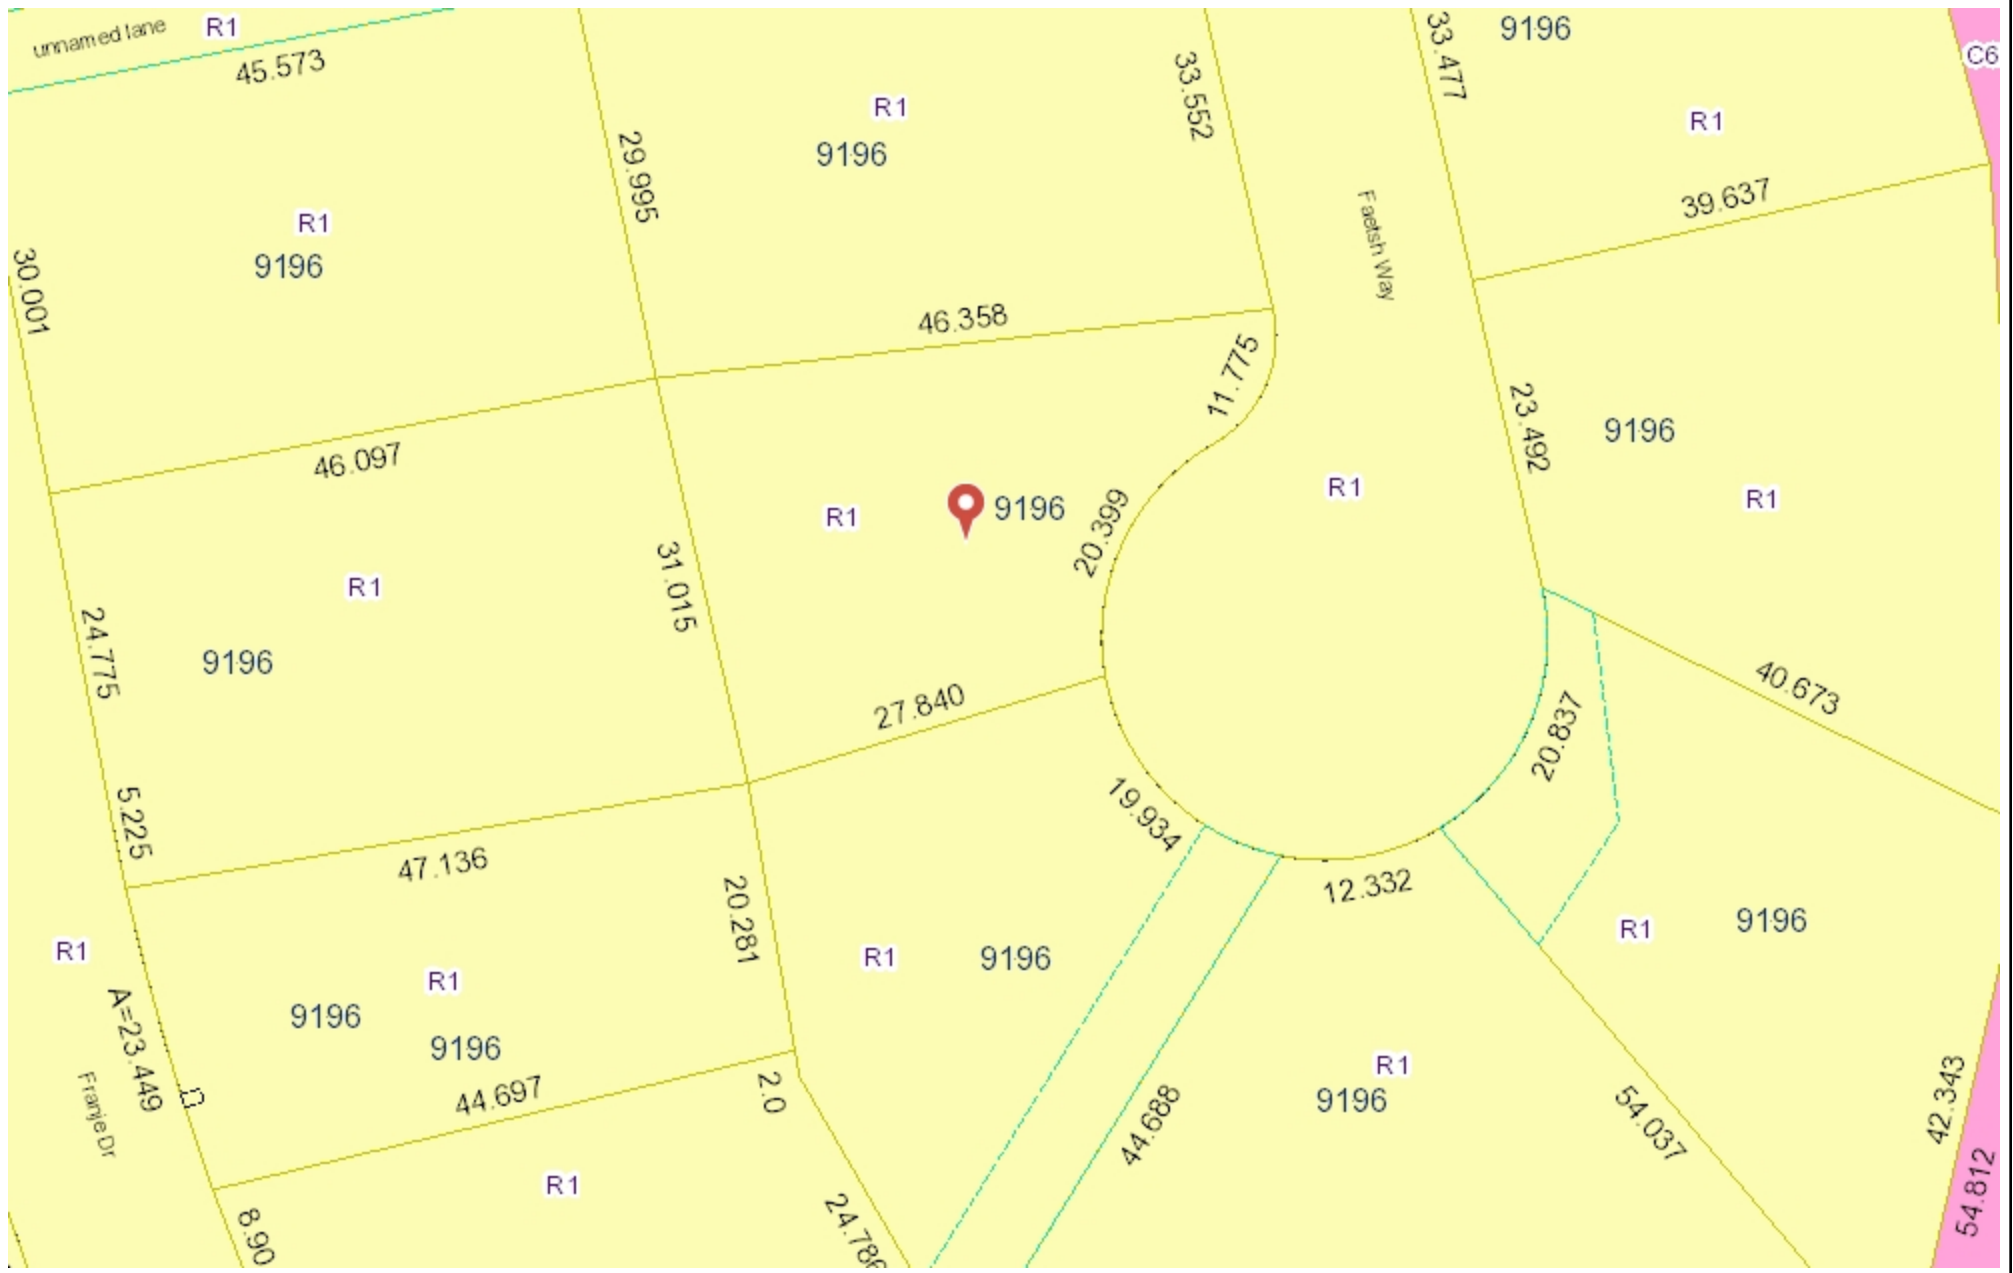 unnamed lane
R1
45.573
9196
33.477
C6
33.552
R1
9196
R1
29.995
39.637
R1
9196
Faetsh Way
30.001
46.358
11.775
23.492
9196
46.097
R1
R1
9196
20.399
R1
31.015
R1
24.775
9196
27.840
40.673
20.837
5.225
19.934
47.136
12.332
20.281
R1
R1
9196
R1
9196
R1
9196
A=23.449
9196
44.697
2.0
R1
9196
44.688
54.037
42.343
Franje Dr
R1
8.90
24.786
54.812